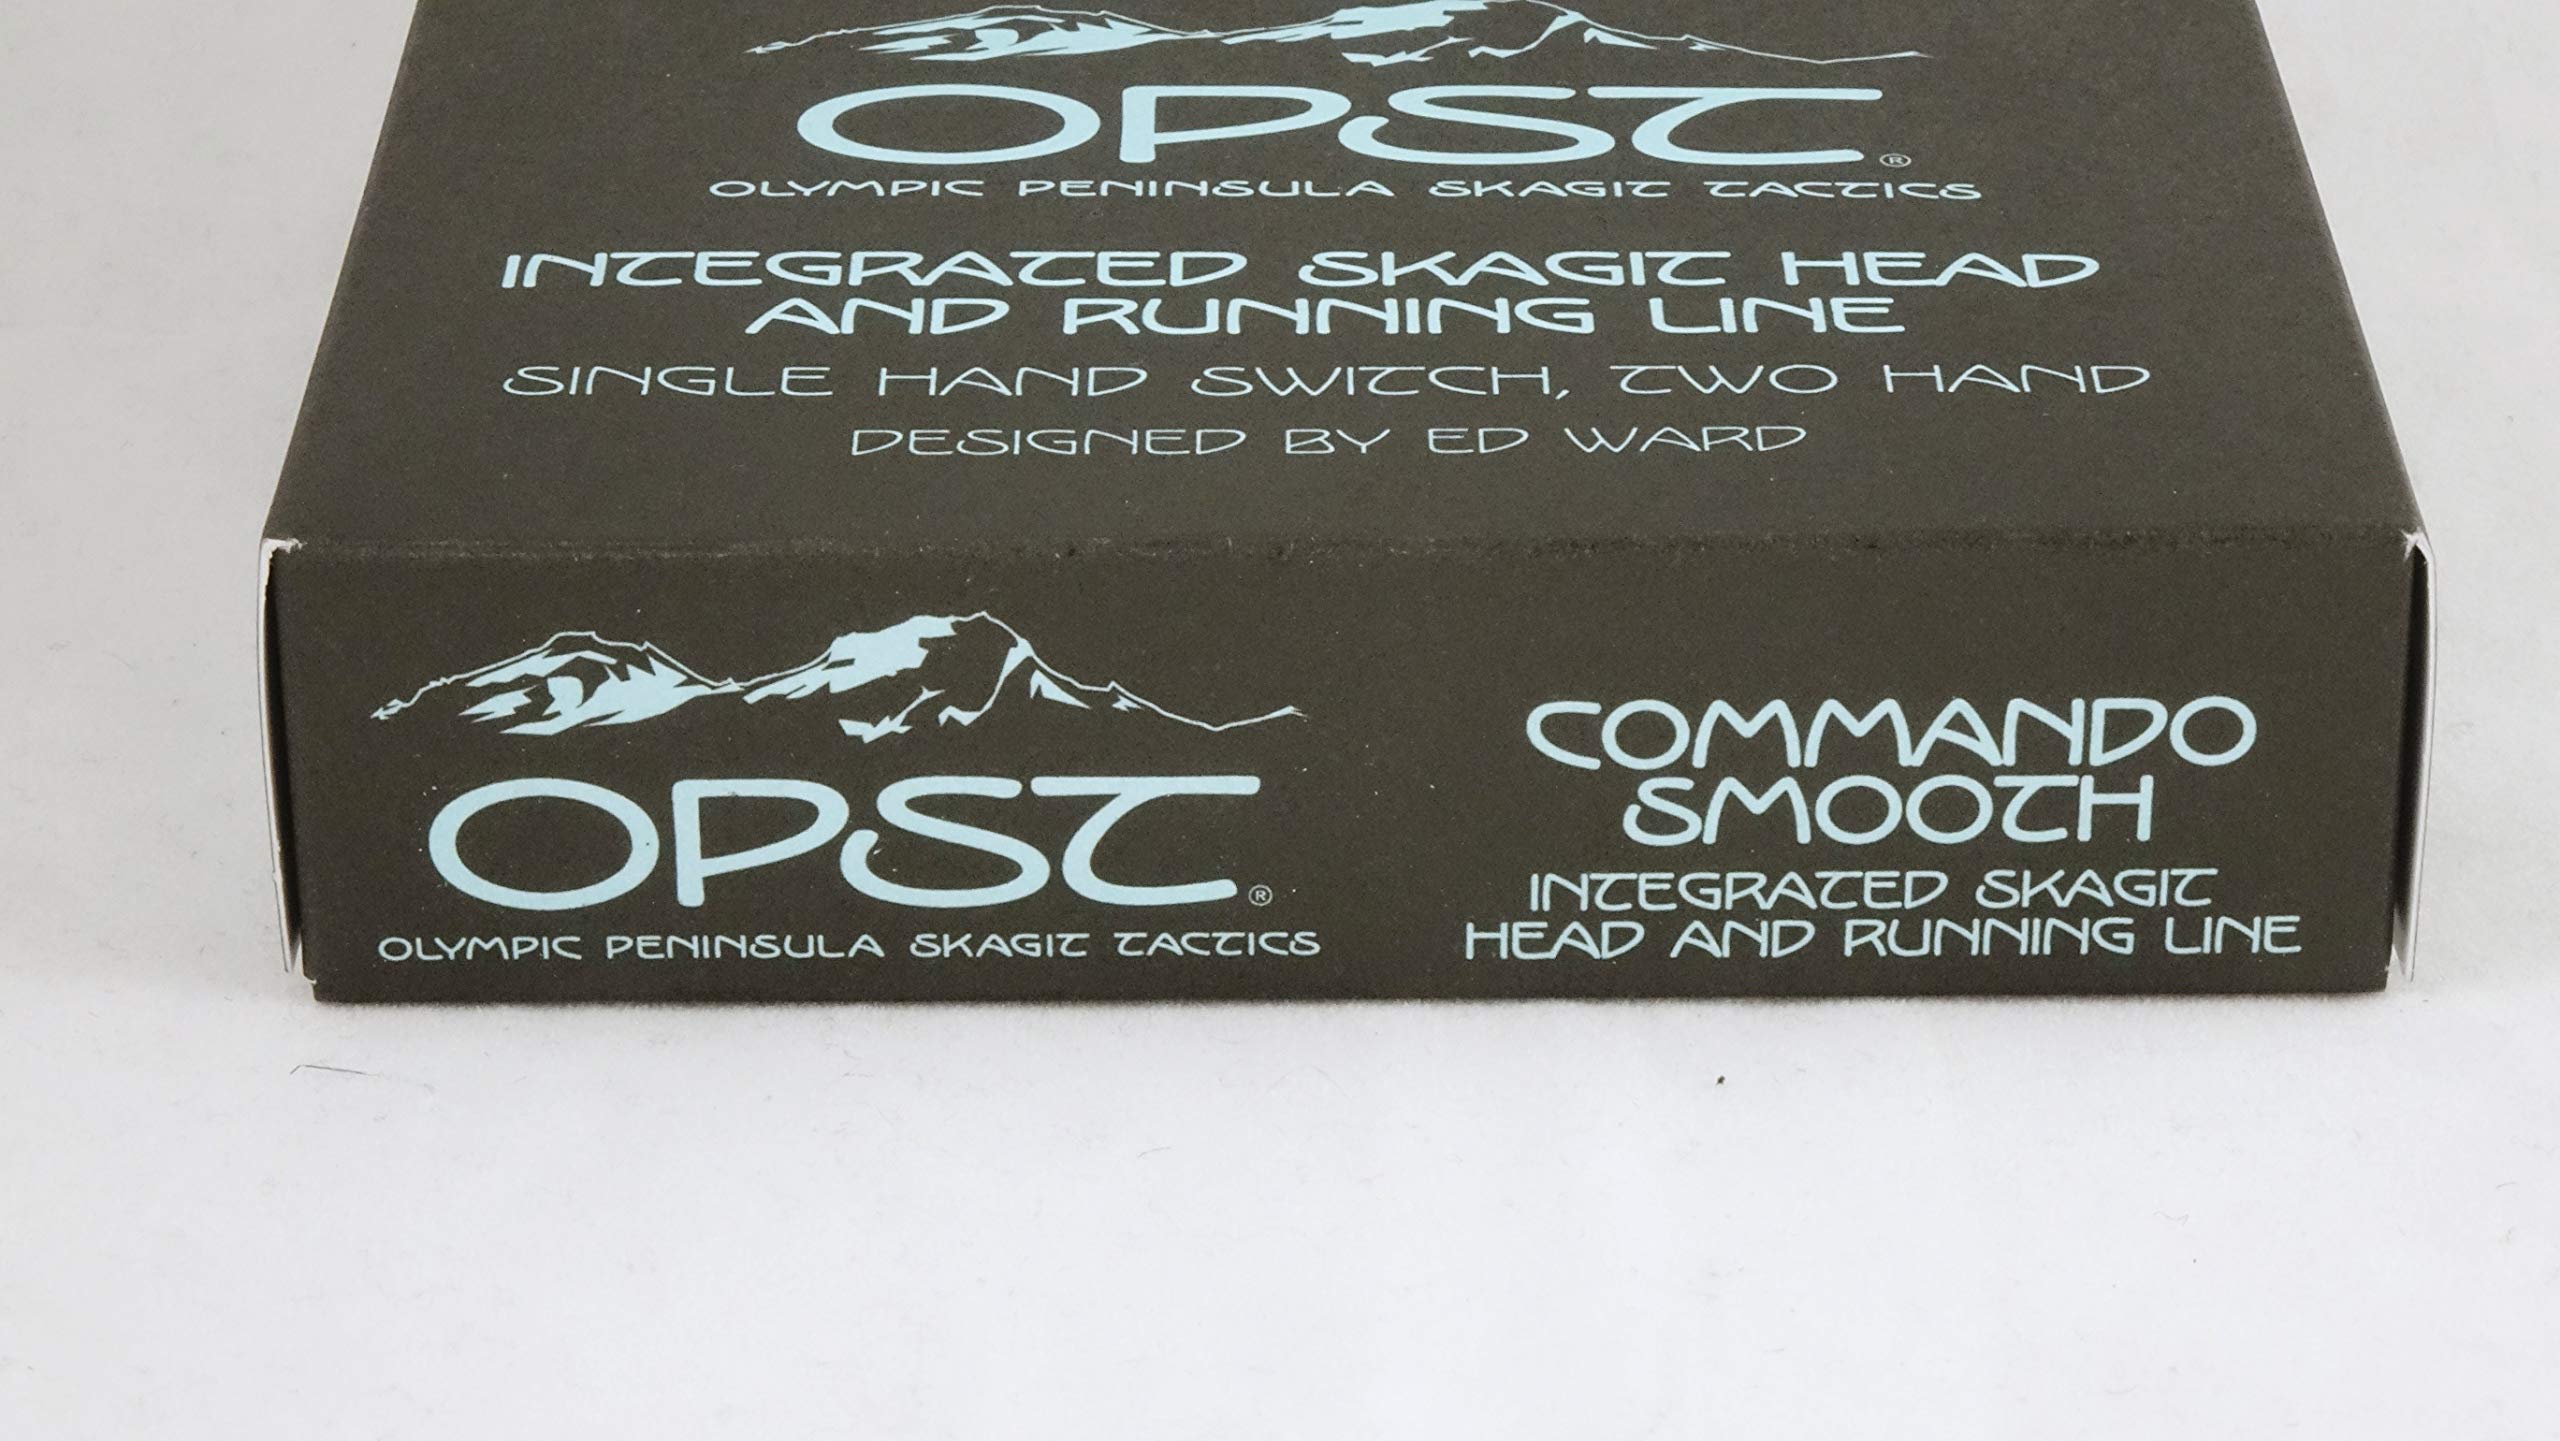 OPST®
OLYMPIC PENINSULA SKAGIT TACTICS
INTEGRATED SKAGIT HEAD
AND RUNNING LINE
SINGLE HAND SWITCH, TWO HAND
DESIGNED BY ED WARD
OPST®
OLYMPIC PENINSULA SKAGIT TACTICS
COMMANDO
SMOOTH
INTEGRATED SKAGIT
HEAD AND RUNNING LINE